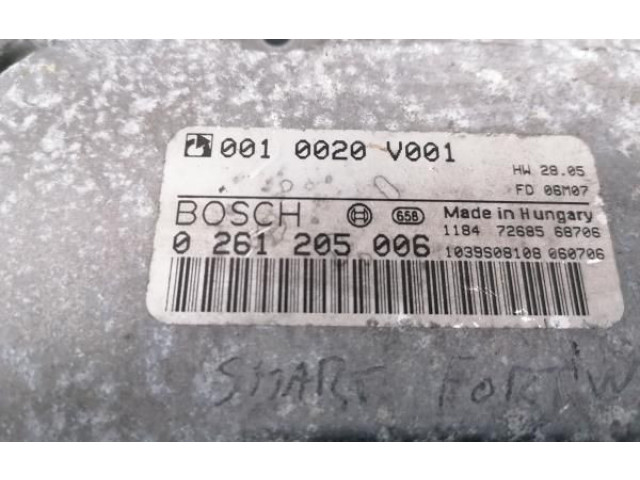 001 0020 V001
HW 28.05
FD 06M07
BOSCH 658 Made in Hungary
0 261 205 006 1184 72685 68706
1039S08108 060706
SMART FORTW